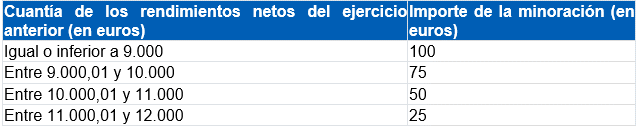 Cuantía de los rendimientos netos del ejercicio anterior (en euros)
Importe de la minoración (en euros)
Igual o inferior a 9.000 100
Entre 9.000,01 y 10.000 75
Entre 10.000,01 y 11.000 50
Entre 11.000,01 y 12.000 25